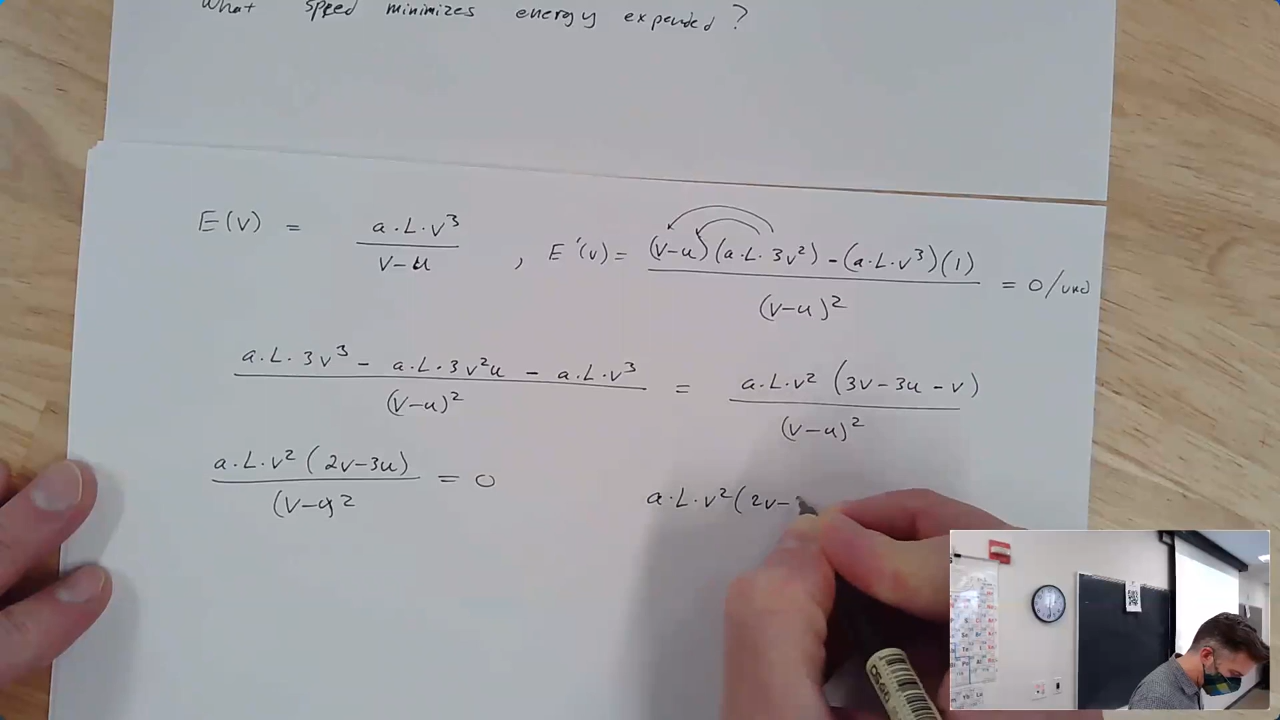 What speed minimizes energy expended?
E(v) = a·L·v³ / v-u , E'(v) = (v-u)(a·L·3v²) - (a·L·v³)(1) / (v-u)² = 0/und
a·L·3v³ - a·L·3v²u - a·L·v³ / (v-u)² = a·L·v² (3v-3u-v) / (v-u)²
a·L·v² (2v-3u) / (v-u)² = 0
a·L·v²(2v-